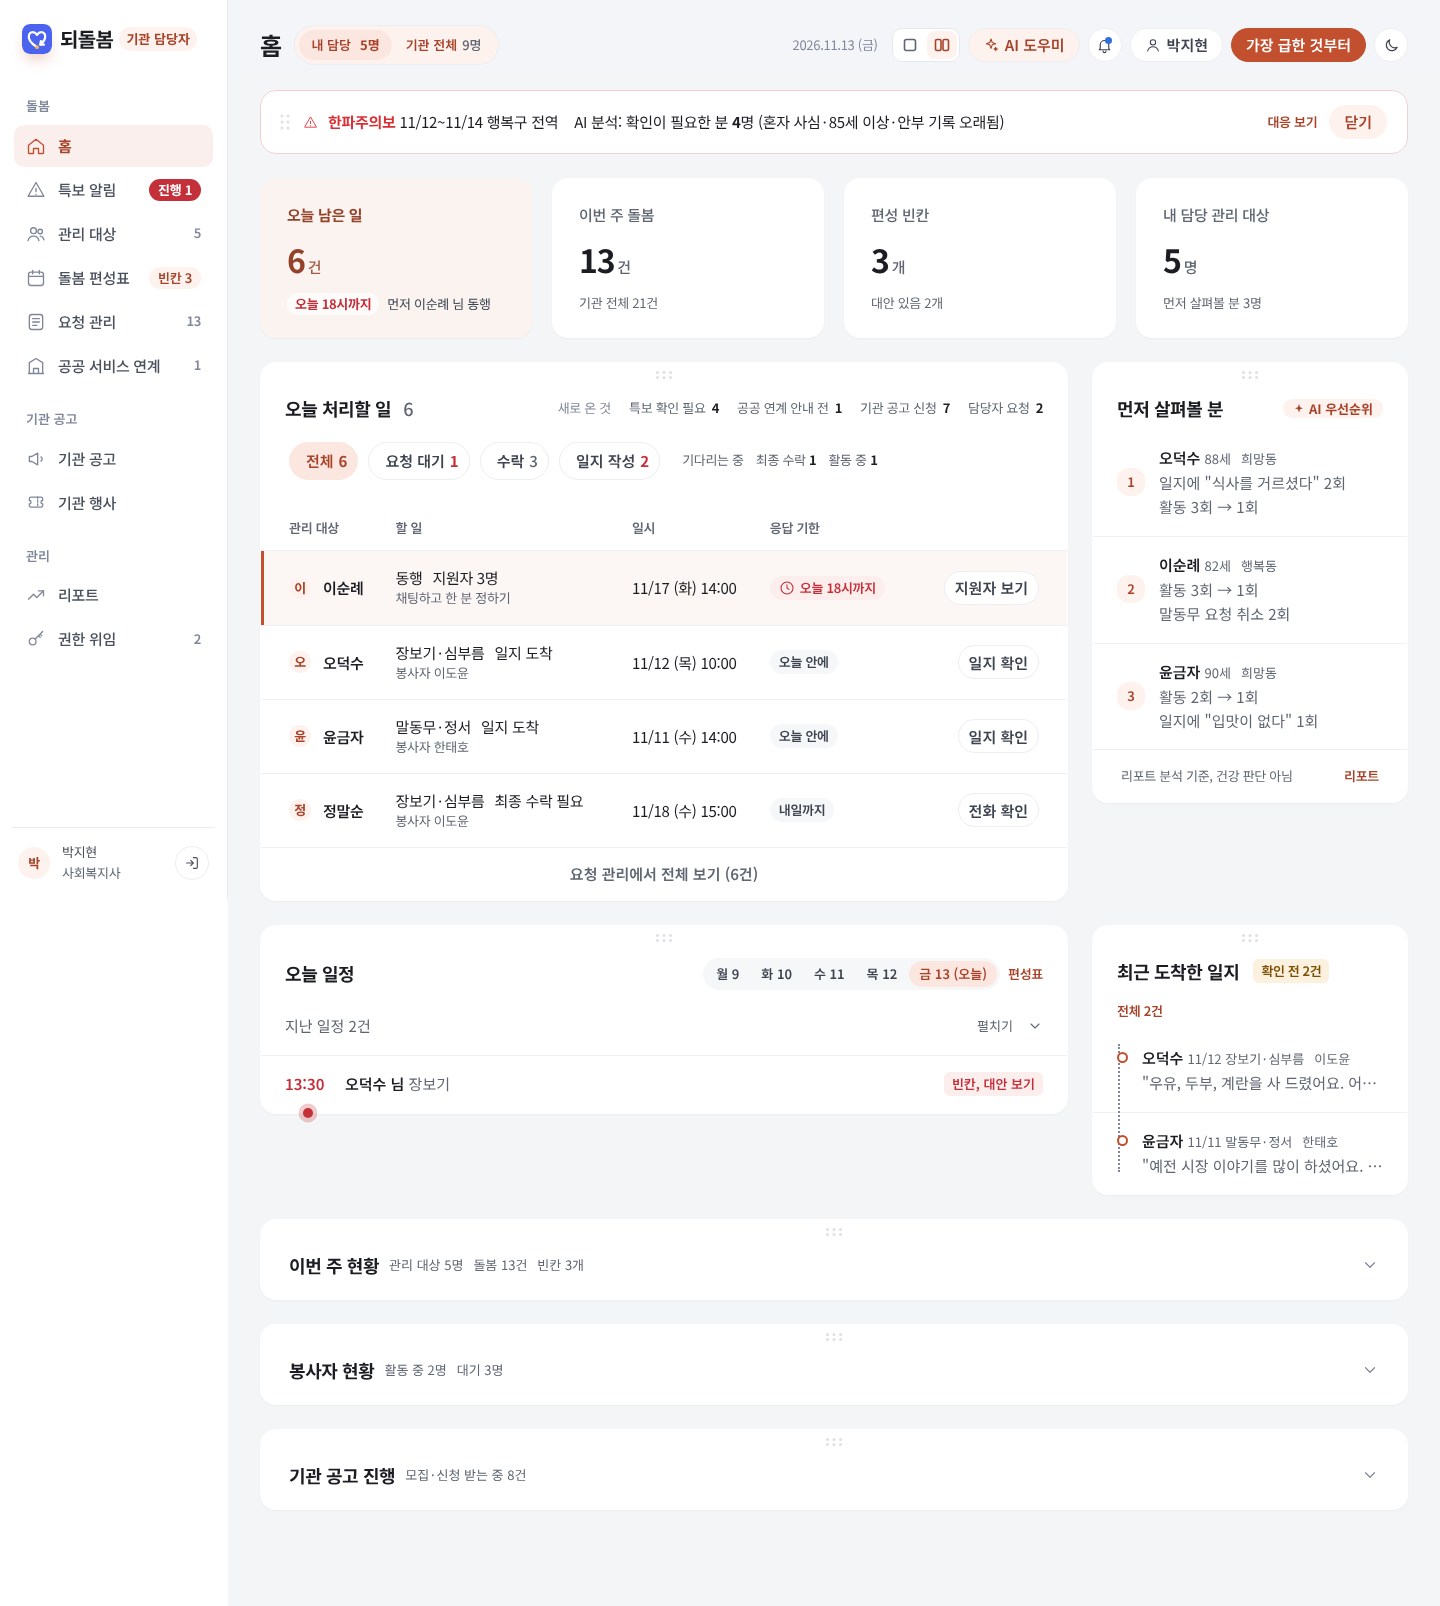 되돌봄 기관 담당자
돌봄
홈
특보 알림 진행 1
관리 대상 5
돌봄 편성표 빈칸 3
요청 관리 13
공공 서비스 연계 1
기관 공고
기관 공고
기관 행사
관리
리포트
권한 위임 2
박 박지현
사회복지사
홈 내 담당 5명 기관 전체 9명 2026.11.13 (금) AI 도우미 박지현 가장 급한 것부터
한파주의보 11/12~11/14 행복구 전역 AI 분석: 확인이 필요한 분 4명 (혼자 사심·85세 이상·안부 기록 오래됨) 대응 보기 닫기
오늘 남은 일
6건
오늘 18시까지 먼저 이순례 님 동행
이번 주 돌봄
13건
기관 전체 21건
편성 빈칸
3개
대안 있음 2개
내 담당 관리 대상
5명
먼저 살펴볼 분 3명
오늘 처리할 일 6 새로 온 것 특보 확인 필요 4 공공 연계 안내 전 1 기관 공고 신청 7 담당자 요청 2
전체 6 요청 대기 1 수락 3 일지 작성 2 기다리는 중 최종 수락 1 활동 중 1
관리 대상 할 일 일시 응답 기한
이 이순례 동행 지원자 3명 11/17 (화) 14:00 오늘 18시까지 지원자 보기
채팅하고 한 분 정하기
오 오덕수 장보기·심부름 일지 도착 11/12 (목) 10:00 오늘 안에 일지 확인
봉사자 이도윤
윤 윤금자 말동무·정서 일지 도착 11/11 (수) 14:00 오늘 안에 일지 확인
봉사자 한태호
정 정말순 장보기·심부름 최종 수락 필요 11/18 (수) 15:00 내일까지 전화 확인
봉사자 이도윤
요청 관리에서 전체 보기 (6건)
먼저 살펴볼 분 AI 우선순위
1 오덕수 88세 희망동
일지에 "식사를 거르셨다" 2회
활동 3회 → 1회
2 이순례 82세 행복동
활동 3회 → 1회
말동무 요청 취소 2회
3 윤금자 90세 희망동
활동 2회 → 1회
일지에 "입맛이 없다" 1회
리포트 분석 기준, 건강 판단 아님 리포트
오늘 일정 월 9 화 10 수 11 목 12 금 13 (오늘) 편성표
지난 일정 2건 펼치기
13:30 오덕수 님 장보기 빈칸, 대안 보기
최근 도착한 일지 확인 전 2건
전체 2건
오덕수 11/12 장보기·심부름 이도윤
"우유, 두부, 계란을 사 드렸어요. 어…
윤금자 11/11 말동무·정서 한태호
"예전 시장 이야기를 많이 하셨어요. …
이번 주 현황 관리 대상 5명 돌봄 13건 빈칸 3개
봉사자 현황 활동 중 2명 대기 3명
기관 공고 진행 모집·신청 받는 중 8건